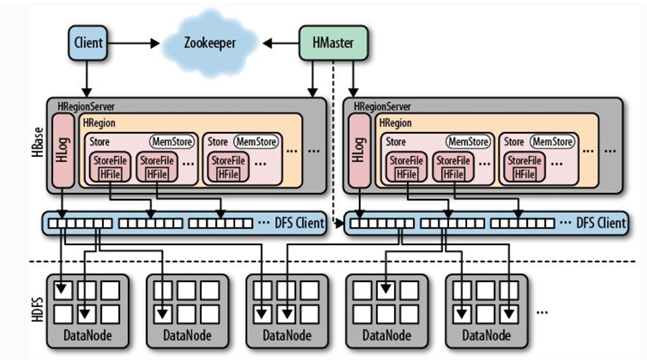 Client
Zookeeper
HMaster
HBase
HRegionServer
HLog
HRegion
Store
MemStore
StoreFile
HFile
StoreFile
HFile
...
Store
MemStore
StoreFile
HFile
...
...
...
HRegionServer
HLog
HRegion
Store
MemStore
StoreFile
HFile
StoreFile
HFile
...
Store
MemStore
StoreFile
HFile
...
...
...
... DFS Client
... DFS Client
HDFS
DataNode
DataNode
DataNode
DataNode
DataNode
...